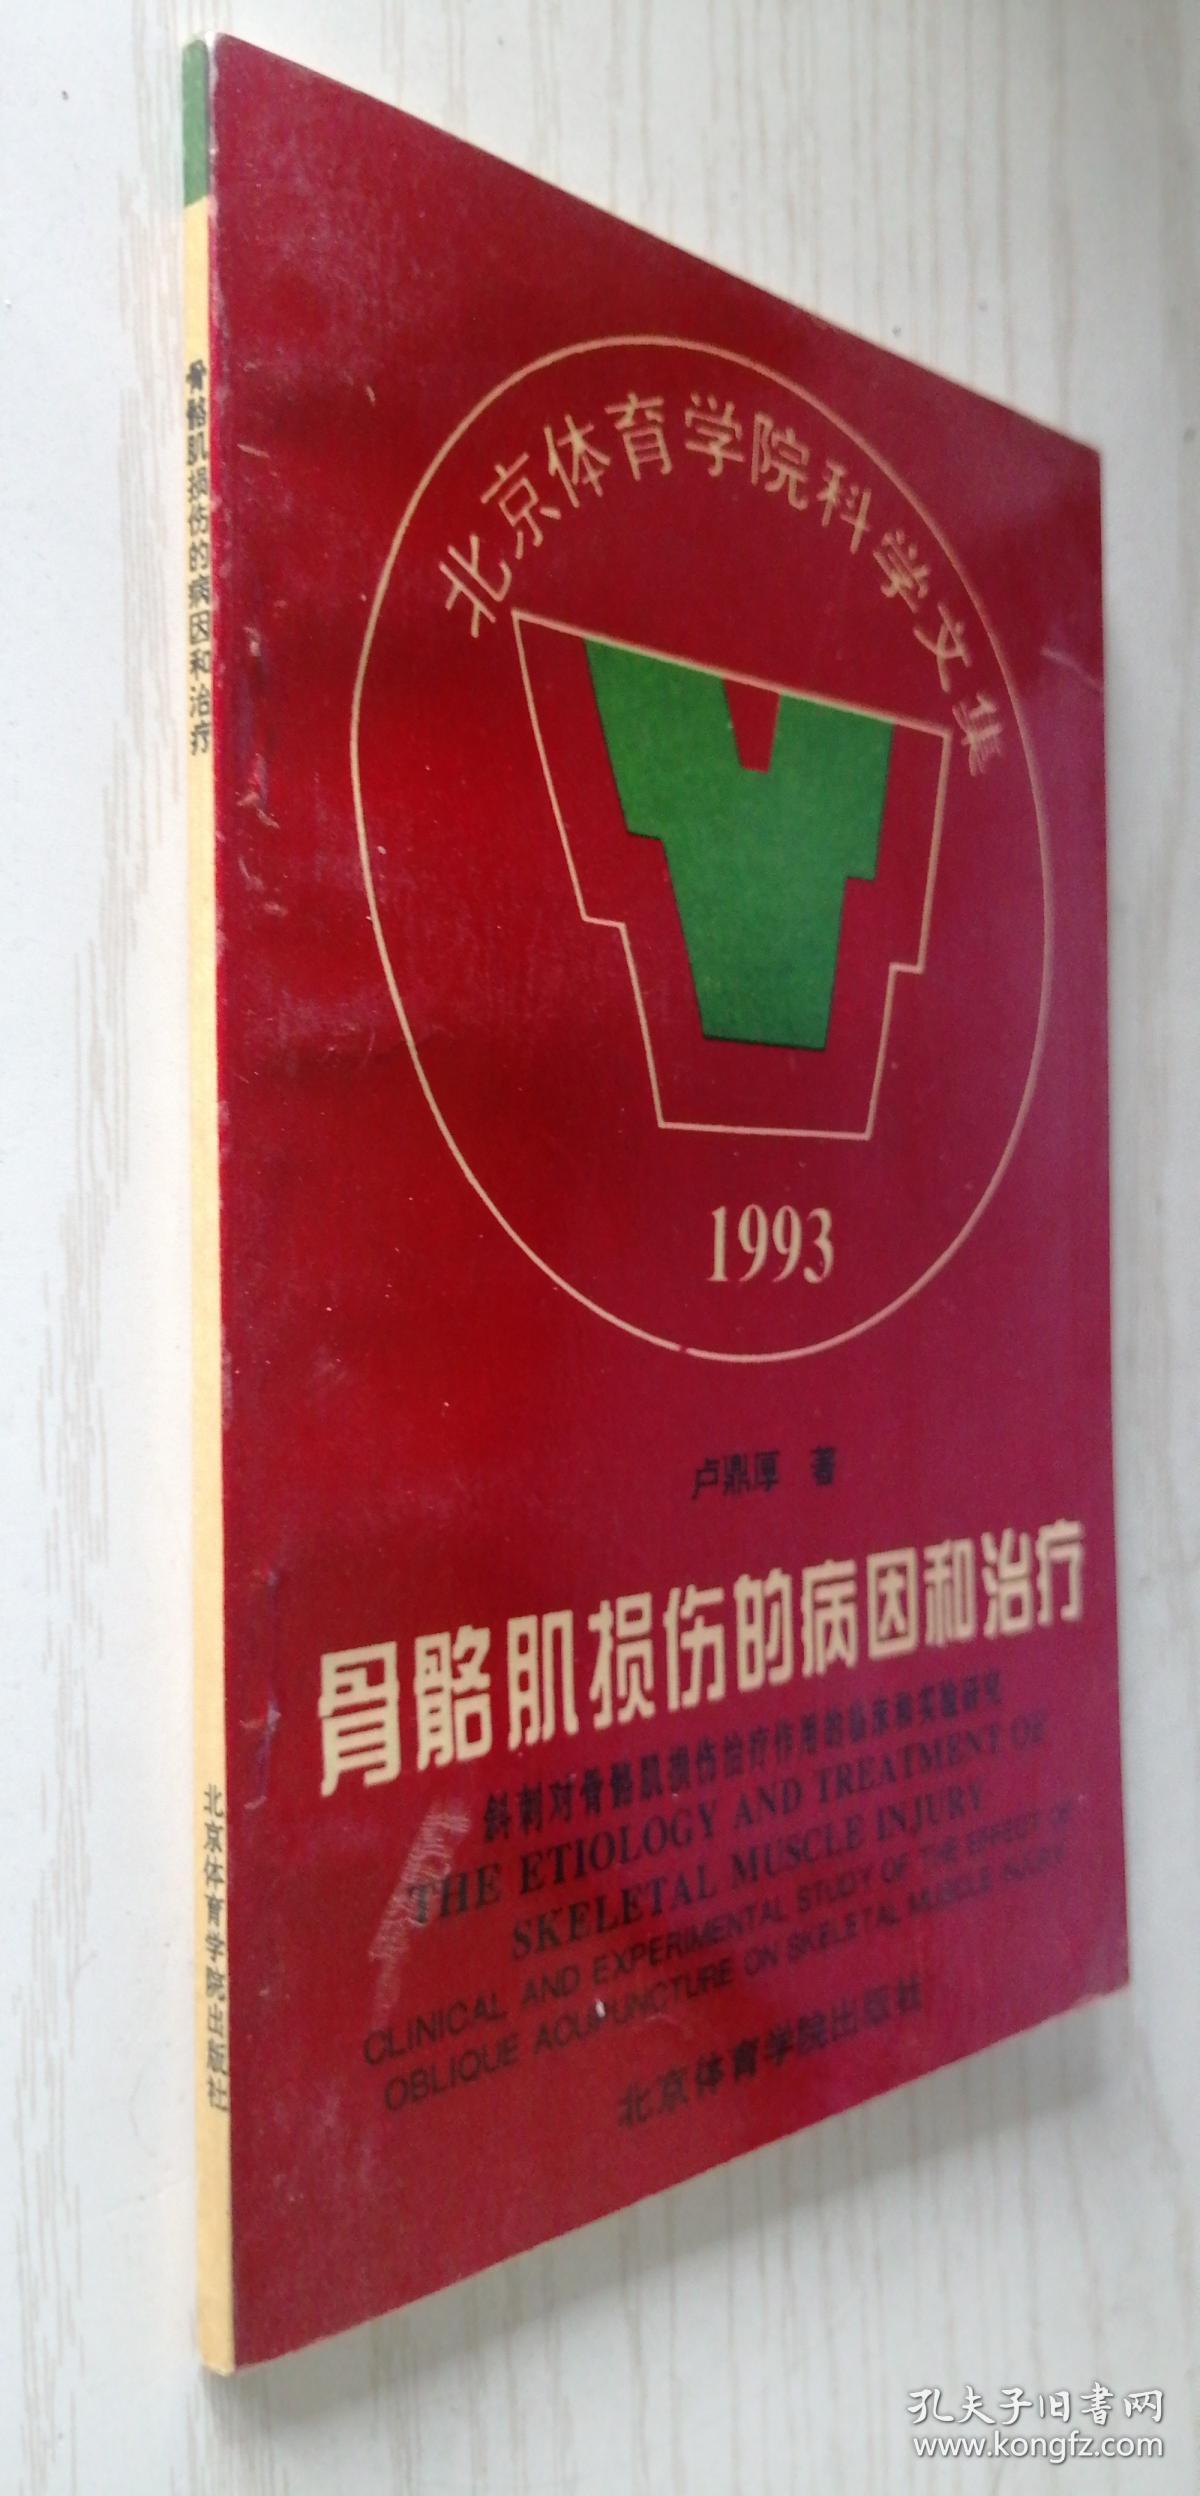 骨骼肌损伤的病因和治疗
北京体育学院出版社
北京体育学院科学文集
1993
卢鼎厚 著
骨骼肌损伤的病因和治疗
斜刺对骨骼肌损伤治疗作用的临床和实验研究
THE ETIOLOGY AND TREATMENT OF
SKELETAL MUSCLE INJURY
CLINICAL AND EXPERIMENTAL STUDY OF THE EFFECT OF
OBLIQUE ACUPUNCTURE ON SKELETAL MUSCLE INJURY
北京体育学院出版社
孔夫子旧书网
www.kongfz.com